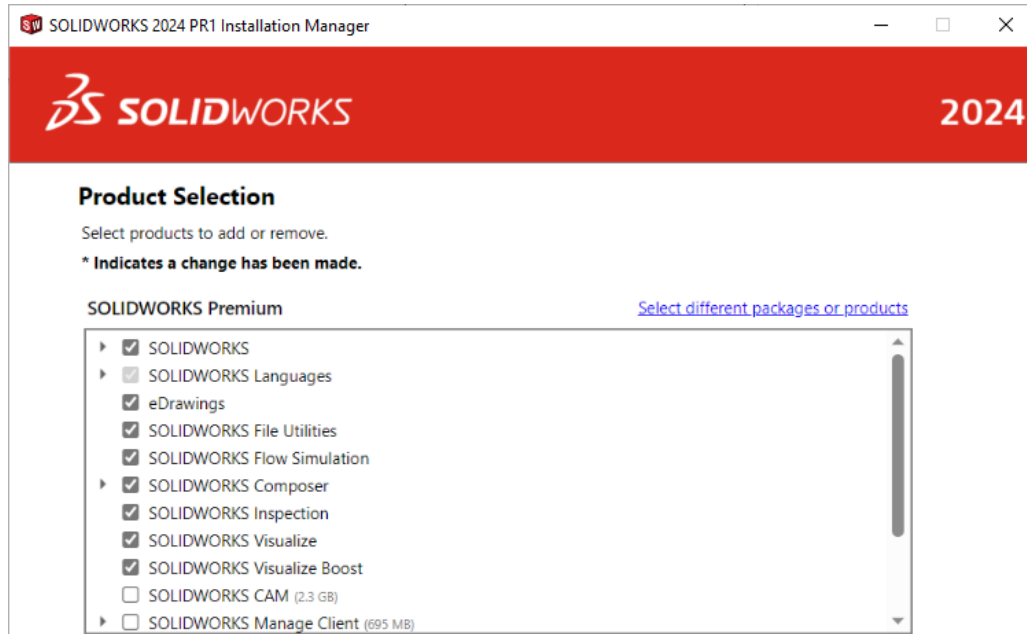 SOLIDWORKS 2024 PR1 Installation Manager
SOLIDWORKS 2024
Product Selection
Select products to add or remove.
* Indicates a change has been made.
SOLIDWORKS Premium Select different packages or products
SOLIDWORKS
SOLIDWORKS Languages
eDrawings
SOLIDWORKS File Utilities
SOLIDWORKS Flow Simulation
SOLIDWORKS Composer
SOLIDWORKS Inspection
SOLIDWORKS Visualize
SOLIDWORKS Visualize Boost
SOLIDWORKS CAM (2.3 GB)
SOLIDWORKS Manage Client (695 MB)